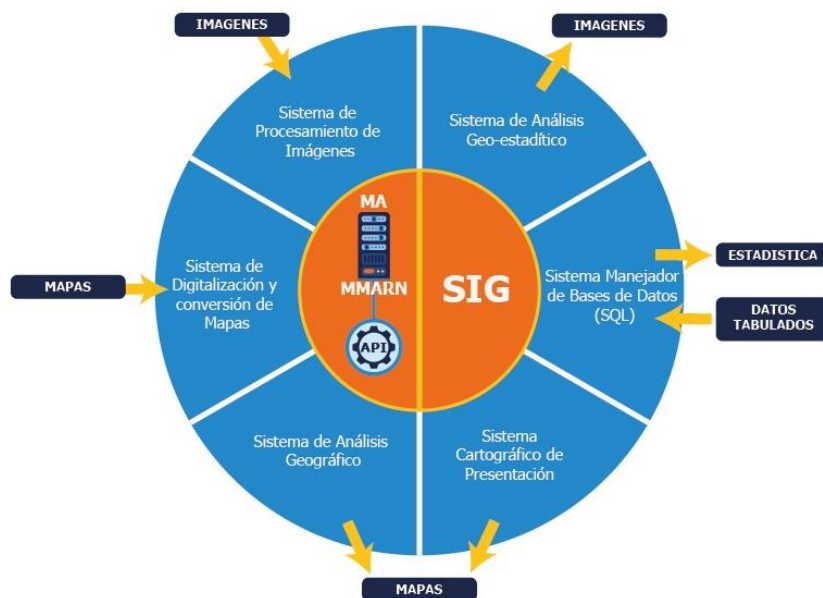 IMAGENES
IMAGENES
Sistema de
Procesamiento de
Imágenes
Sistema de Análisis
Geo-estadítico
MAPAS
Sistema de
Digitalización y
conversión de
Mapas
MA
MMARN
API
SIG
Sistema Manejador
de Bases de Datos
(SQL)
ESTADISTICA
DATOS
TABULADOS
Sistema de Análisis
Geográfico
Sistema
Cartográfico de
Presentación
MAPAS